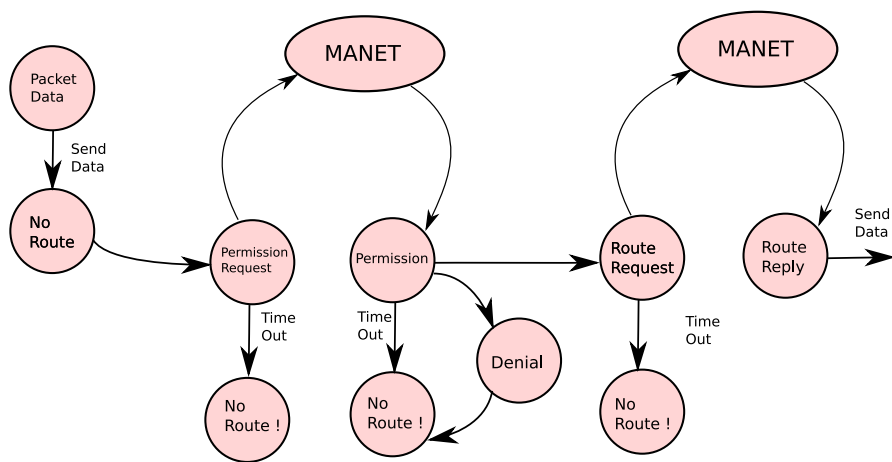 Packet
Data
Send
Data
No
Route
Permission
Request
Time
Out
No
Route !
MANET
Permission
Time
Out
No
Route !
Denial
Route
Request
Time
Out
No
Route !
MANET
Route
Reply
Send
Data